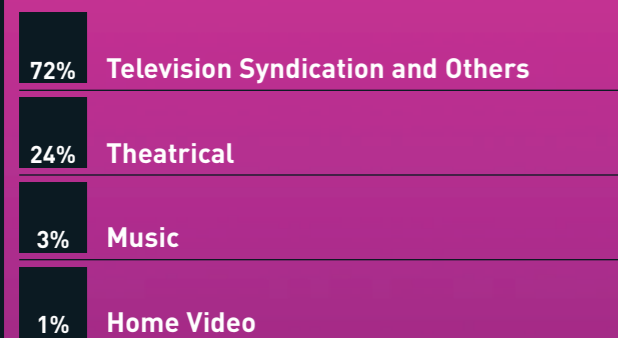 72% Television Syndication and Others
24% Theatrical
3% Music
1% Home Video